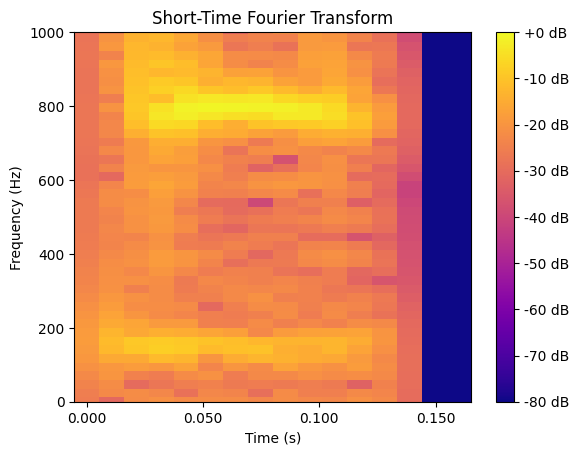 Short-Time Fourier Transform
1000
800
600
400
200
0
Frequency (Hz)
0.000
0.050
0.100
0.150
Time (s)
+0 dB
-10 dB
-20 dB
-30 dB
-40 dB
-50 dB
-60 dB
-70 dB
-80 dB